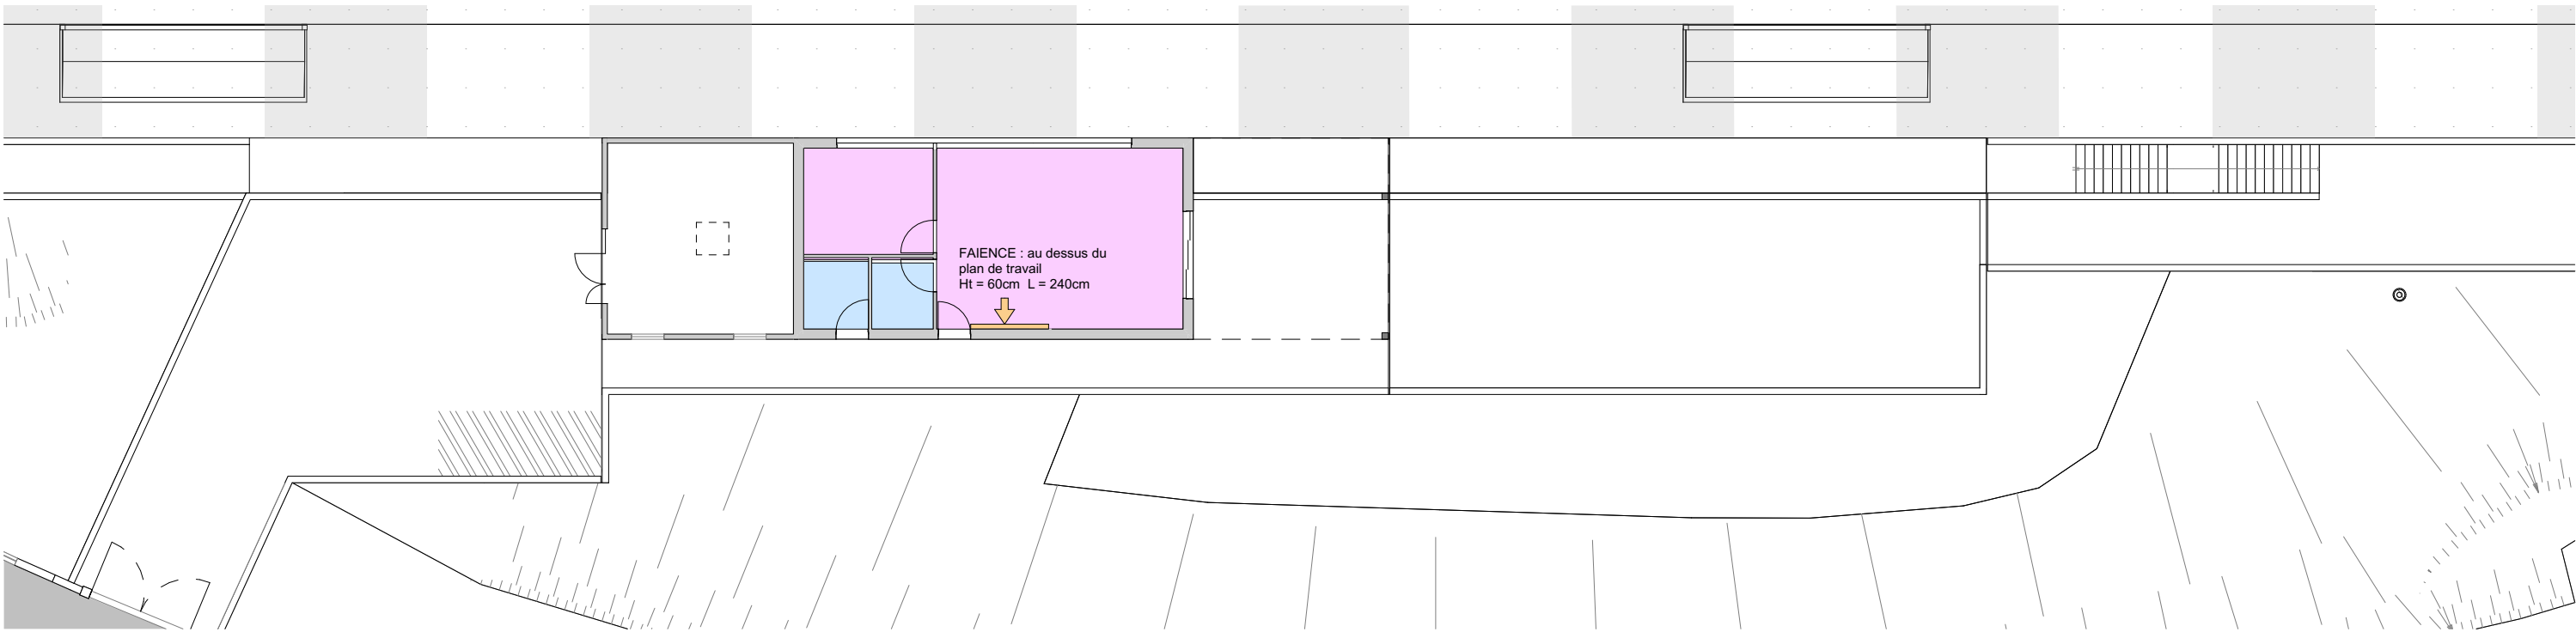 FAIENCE : au dessus du
plan de travail
Ht = 60cm  L = 240cm